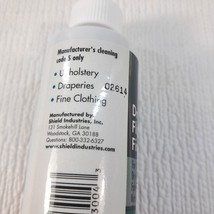 Manufacturer's cleaning
code S only
• Upholstery
• Draperies 02614
• Fine Clothing
Manufactured by:
Shield Industries, Inc.
131 Smokehill Lane
Woodstock, GA 30188
Questions: 800-332-6327
www.shieldindustries.com